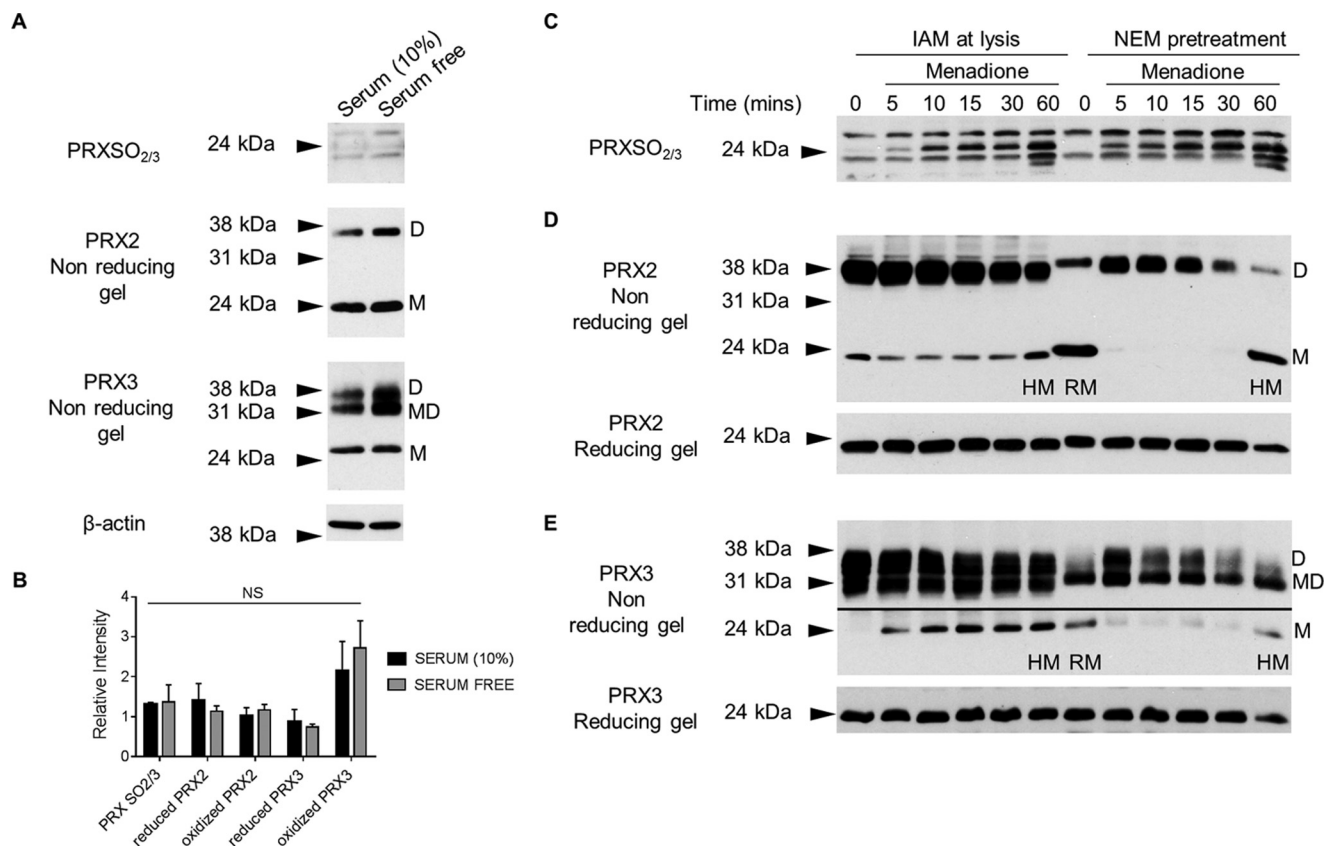 A
Serum (10%)
Serum free
PRXSO2/3
24 kDa
PRX2
Non reducing
gel
38 kDa
31 kDa
24 kDa
D
M
PRX3
Non reducing
gel
38 kDa
31 kDa
24 kDa
D
MD
M
β-actin
38 kDa
B
NS
Relative Intensity
4
3
2
1
0
SERUM (10%)
SERUM FREE
PRX SO2/3
reduced PRX2
oxidized PRX2
reduced PRX3
oxidized PRX3
C
IAM at lysis
NEM pretreatment
Menadione
Menadione
Time (mins) 0 5 10 15 30 60 0 5 10 15 30 60
PRXSO2/3
24 kDa
D
PRX2
Non
reducing gel
38 kDa
31 kDa
24 kDa
D
M
HM RM HM
PRX2
Reducing gel
24 kDa
E
PRX3
Non
reducing gel
38 kDa
31 kDa
24 kDa
D
MD
M
HM RM HM
PRX3
Reducing gel
24 kDa